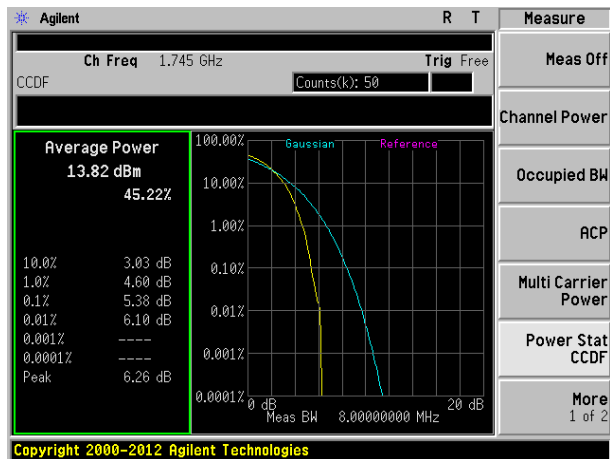 Agilent R T Measure
Ch Freq 1.745 GHz Trig Free
CCDF Counts(k): 50
Meas Off
Channel Power
Occupied BW
ACP
Multi Carrier
Power
Power Stat
CCDF
More
1 of 2
Average Power
13.82 dBm
45.22%
10.0% 3.03 dB
1.0% 4.60 dB
0.1% 5.38 dB
0.01% 6.10 dB
0.001% ----
0.0001% ----
Peak 6.26 dB
100.00% Gaussian Reference
10.00%
1.00%
0.10%
0.01%
0.001%
0.0001%
0 dB 20 dB
Meas BW 8.00000000 MHz
Copyright 2000-2012 Agilent Technologies